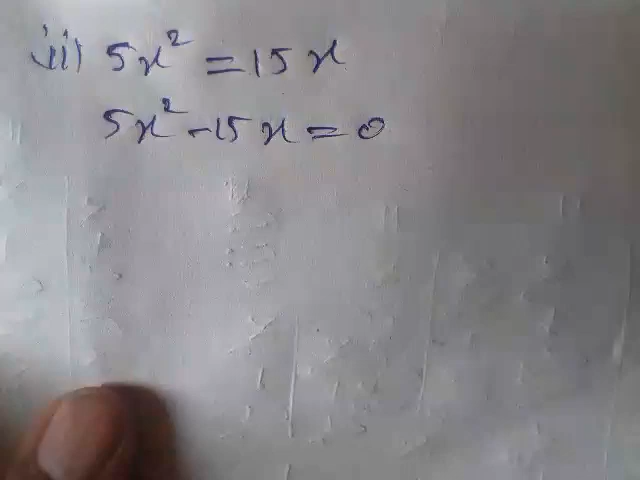 iii) 5x² = 15x
5x² - 15x = 0